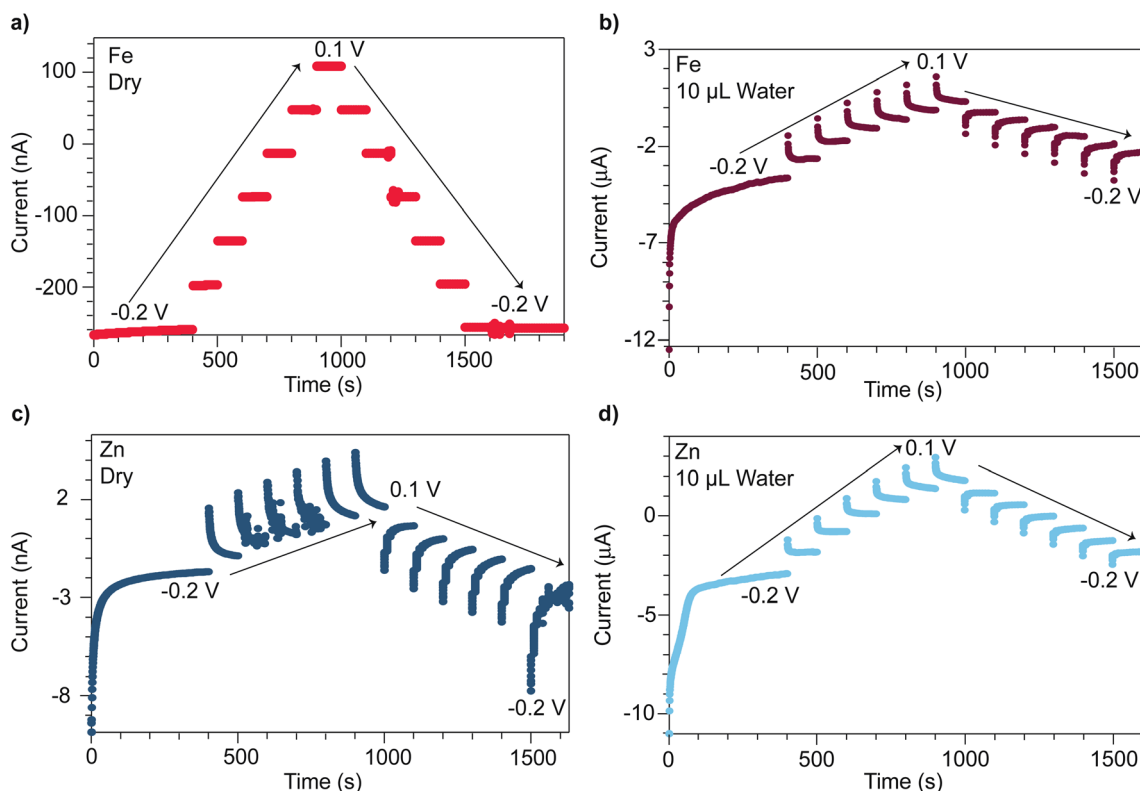 a)
Fe
Dry
0.1 V
-0.2 V
-0.2 V
100
0
-100
-200
Current (nA)
0
500
1000
1500
Time (s)
b)
3
-2
-7
-12
Fe
10 µL Water
0.1 V
-0.2 V
-0.2 V
Current (µA)
0
500
1000
1500
Time (s)
c)
Zn
Dry
2
-3
-8
0.1 V
-0.2 V
-0.2 V
Current (nA)
0
500
1000
1500
Time (s)
d)
Zn
10 µL Water
0.1 V
0
-5
-10
-0.2 V
-0.2 V
Current (µA)
0
500
1000
1500
Time (s)